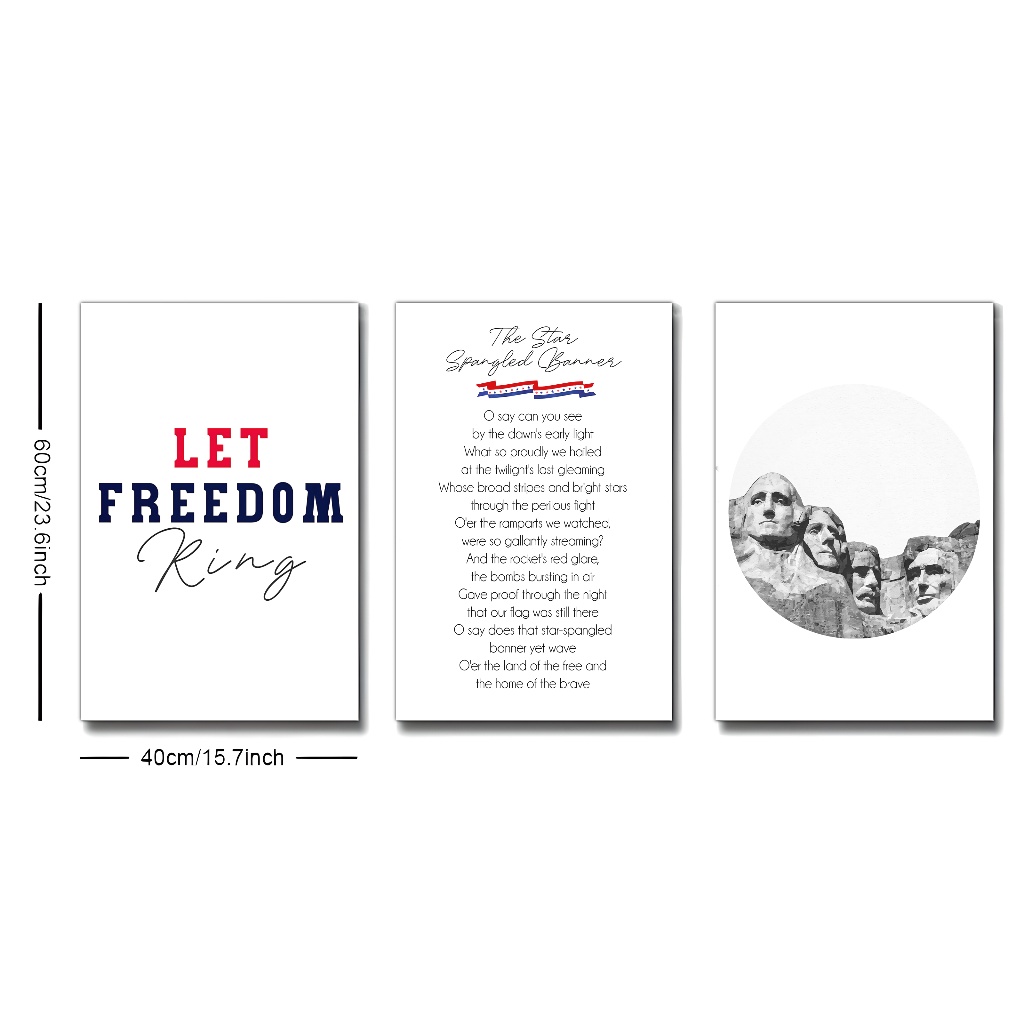 60cm/23.6inch
LET
FREEDOM
Ring
40cm/15.7inch
The Star
Spangled Banner
O say can you see
by the dawn's early light
What so proudly we hailed
at the twilight's last gleaming
Whose broad stripes and bright stars
through the perilous fight
O'er the ramparts we watched,
were so gallantly streaming?
And the rocket's red glare,
the bombs bursting in air
Gave proof through the night
that our flag was still there
O say does that star-spangled
banner yet wave
O'er the land of the free and
the home of the brave